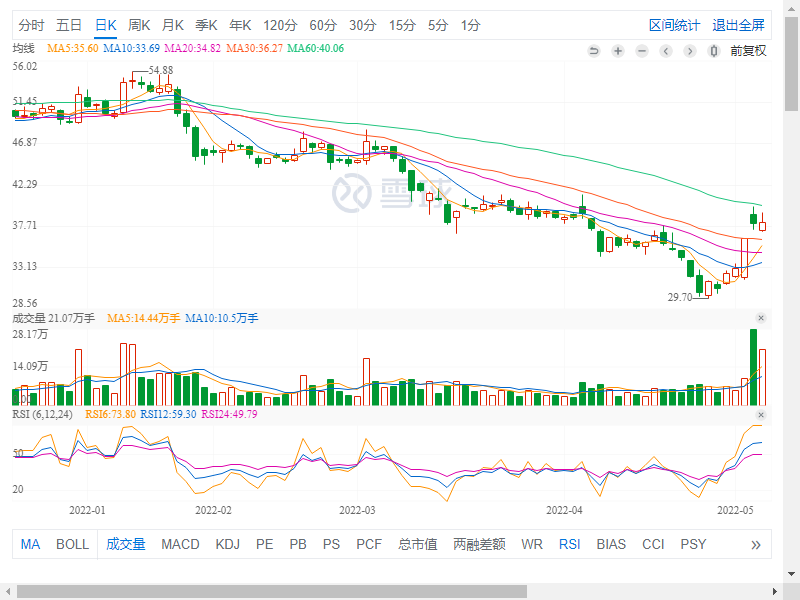 分时 五日 日K 周K 月K 季K 年K 120分 60分 30分 15分 5分 1分 区间统计 退出全屏
均线 MA5:35.60 MA10:33.69 MA20:34.82 MA30:36.27 MA60:40.06 前复权
56.02
54.88
51.45
46.87
42.29
雪球
37.71
33.13
29.70
28.56
成交量 21.07万手 MA5:14.44万手 MA10:10.5万手
28.17万
14.09万
RSI (6,12,24) RSI6:73.80 RSI12:59.30 RSI24:49.79
50
20
2022-01 2022-02 2022-03 2022-04 2022-05
MA BOLL 成交量 MACD KDJ PE PB PS PCF 总市值 两融差额 WR RSI BIAS CCI PSY »